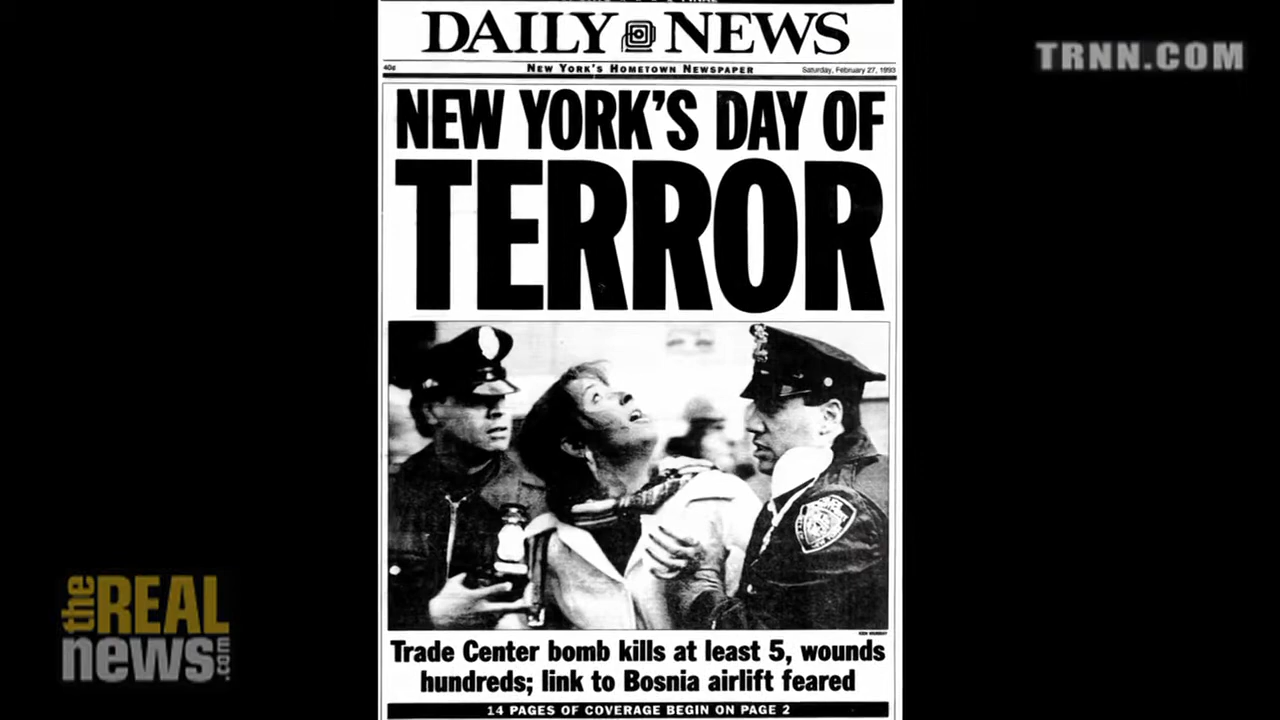 DAILY NEWS
40¢
NEW YORK'S HOMETOWN NEWSPAPER
Saturday, February 27, 1993
TRNN.COM
NEW YORK'S DAY OF
TERROR
Trade Center bomb kills at least 5, wounds
hundreds; link to Bosnia airlift feared
14 PAGES OF COVERAGE BEGIN ON PAGE 2
the REAL
news.com